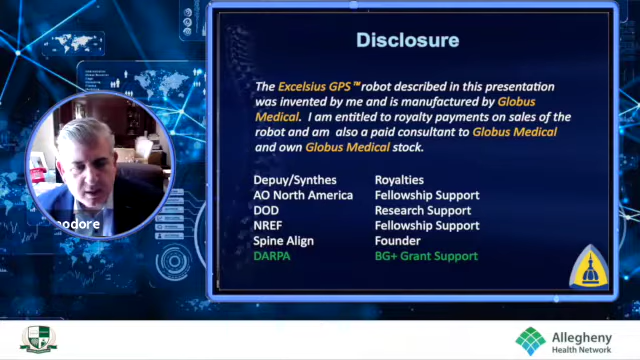 Disclosure
The Excelsius GPS™ robot described in this presentation
was invented by me and is manufactured by Globus
Medical. I am entitled to royalty payments on sales of the
robot and am also a paid consultant to Globus Medical
and own Globus Medical stock.
Depuy/Synthes Royalties
AO North America Fellowship Support
DOD Research Support
NREF Fellowship Support
Spine Align Founder
DARPA BG+ Grant Support
odore
Allegheny
Health Network